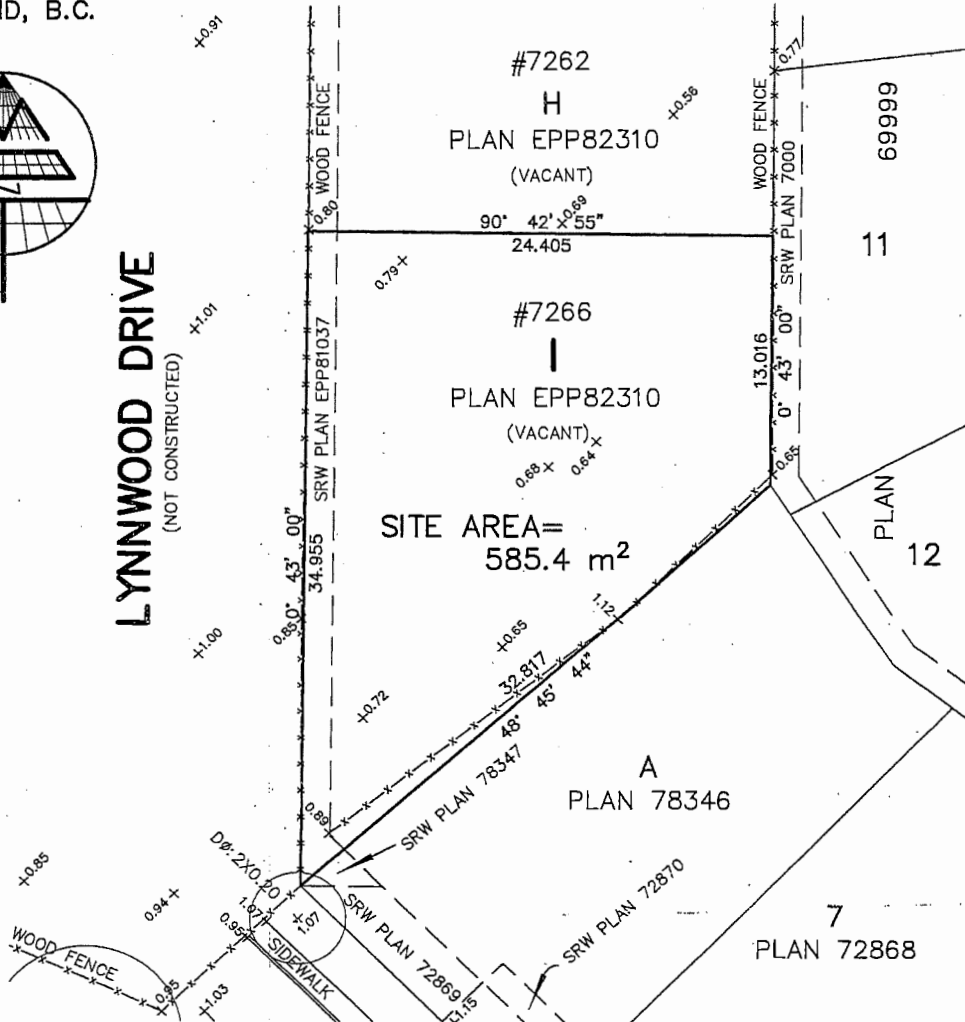 ND, B.C.
+0.91
#7262
H
PLAN EPP82310
(VACANT)
+0.56
0.77
WOOD FENCE
WOOD FENCE
SRW PLAN 7000
69999
0.80
+0.69
90° 42' 55"
24.405
11
0.79+
LYNNWOOD DRIVE
(NOT CONSTRUCTED)
+1.01
SRW PLAN EPP81037
#7266
I
PLAN EPP82310
(VACANT)
0.68×
0.64×
13.016
0° 43' 00"
0.65
SITE AREA=
585.4 m²
PLAN
12
0° 43' 00"
34.955
+1.00
0.85
1.12
+0.65
32.817
48° 45' 44"
+0.72
SRW PLAN 78347
A
PLAN 78346
0.89
DØ: 2X0.20
+0.85
0.94+
1.07
+1.07
0.95
SRW PLAN 72869
SRW PLAN 72870
7
PLAN 72868
WOOD FENCE
SIDEWALK
0.95
+1.03
1.15